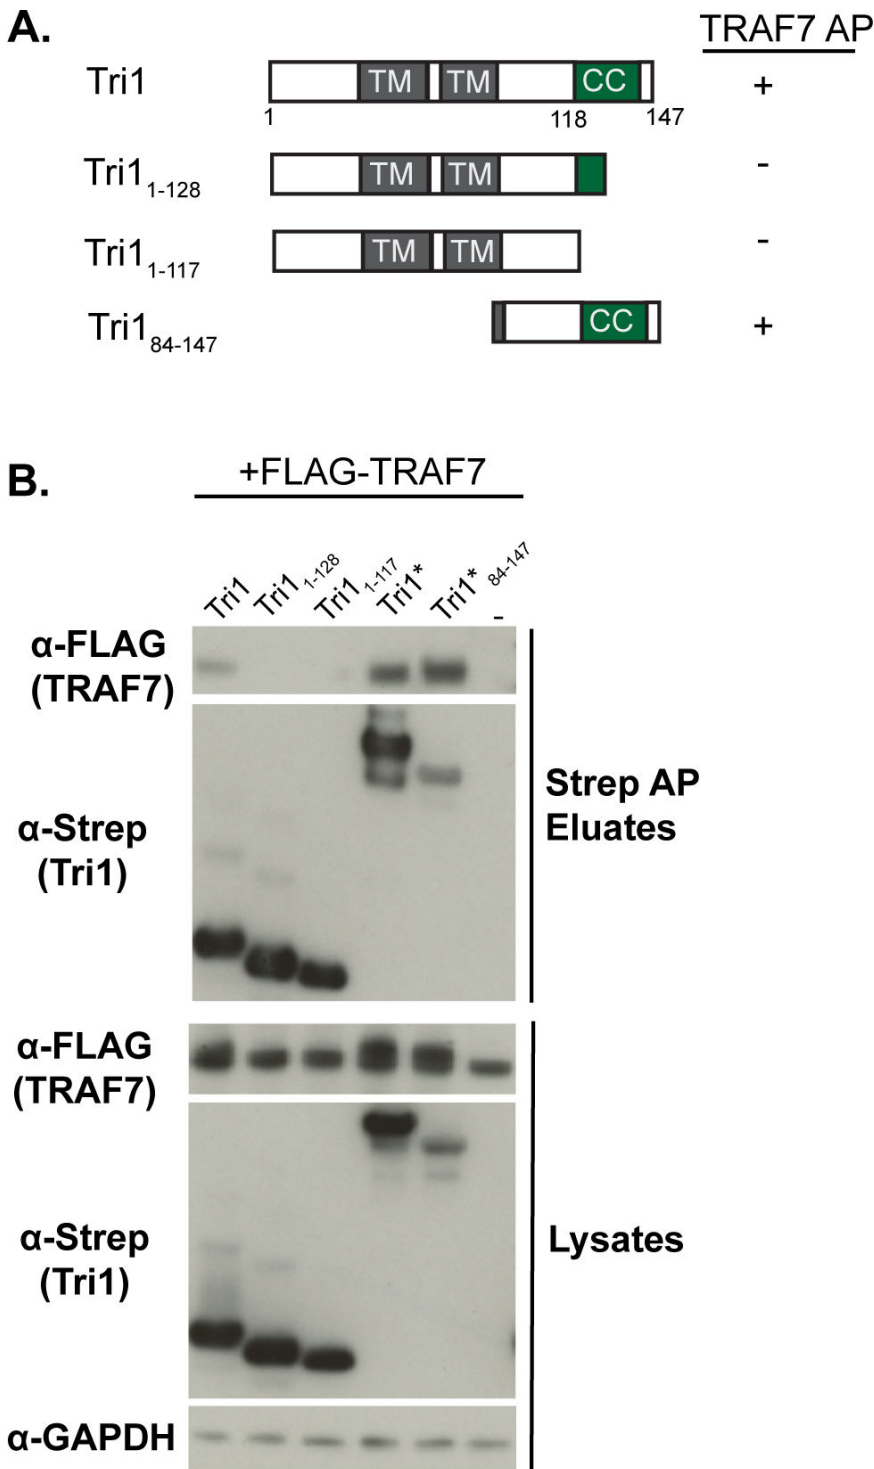 A.
TRAF7 AP
Tri1 TM TM CC +
1 118 147
Tri1 1-128 TM TM -
Tri1 1-117 TM TM -
Tri1 84-147 CC +
B.
+FLAG-TRAF7
Tri1 Tri1 1-128 Tri1 1-117 Tri1* Tri1* 84-147 -
α-FLAG
(TRAF7)
α-Strep
(Tri1)
Strep AP
Eluates
α-FLAG
(TRAF7)
α-Strep
(Tri1)
Lysates
α-GAPDH